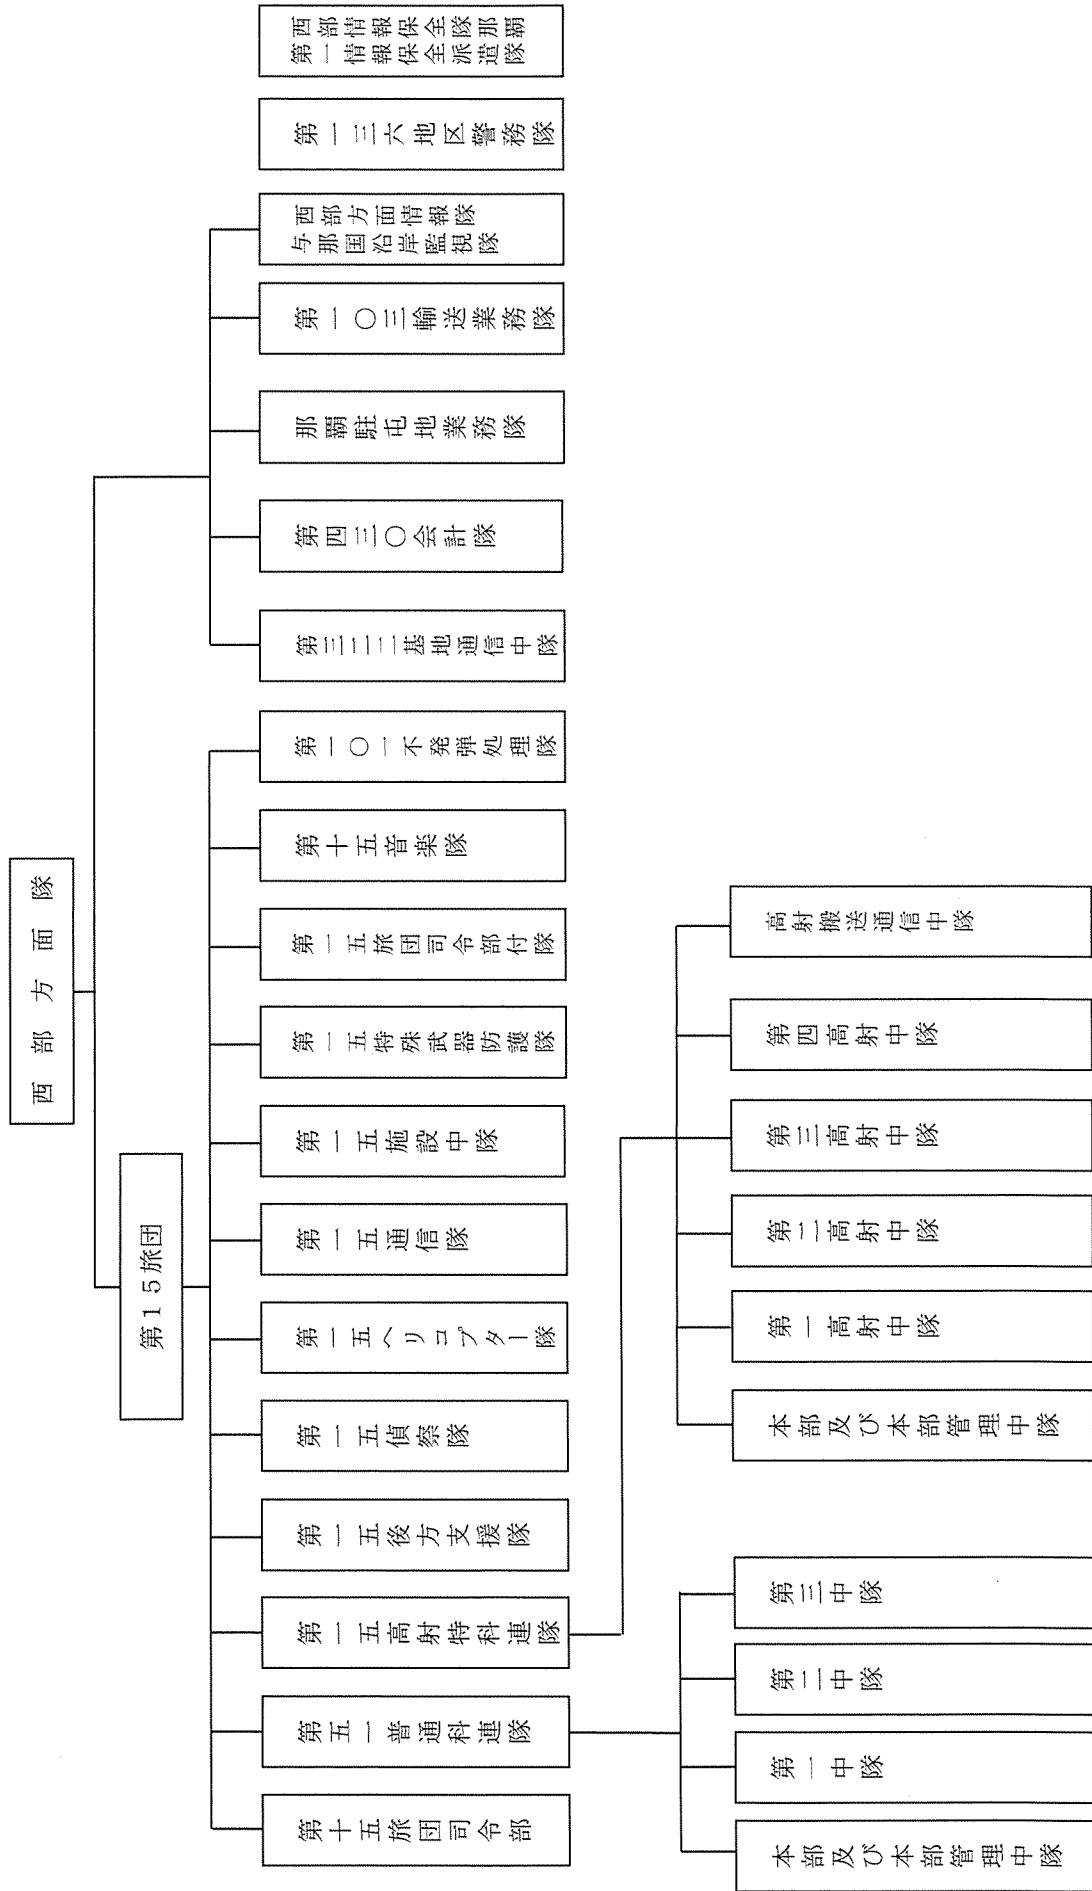 西部方面隊
第15旅団
第十五旅団司令部
第五一普通科連隊
第一五高射特科連隊
第一五後方支援隊
第一五偵察隊
第一五ヘリコプター隊
第一五通信隊
第一五施設中隊
第一五特殊武器防護隊
第一五旅団司令部付隊
第十五音楽隊
第一〇一不発弾処理隊
第三二二基地通信中隊
第四三〇会計隊
那覇駐屯地業務隊
第一〇三輸送業務隊
西部方面情報隊
与那国沿岸監視隊
第一三六地区警務隊
西部情報保全隊那覇
第一情報保全派遣隊
本部及び本部管理中隊
第一中隊
第二中隊
第三中隊
本部及び本部管理中隊
第一高射中隊
第二高射中隊
第三高射中隊
第四高射中隊
高射搬送通信中隊